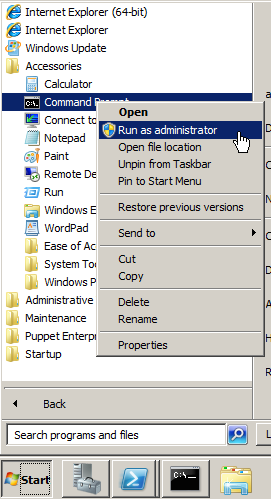 Internet Explorer (64-bit)
Internet Explorer
Windows Update
Accessories
Calculator
Command Prompt
Connect to
Notepad
Paint
Remote De
Run
Windows E
WordPad
Ease of Ac
System Too
Windows P
Administrative
Maintenance
Puppet Enterp
Startup
Open
Run as administrator
Open file location
Unpin from Taskbar
Pin to Start Menu
Restore previous versions
Send to
Cut
Copy
Delete
Rename
Properties
Back
Search programs and files
L
Start